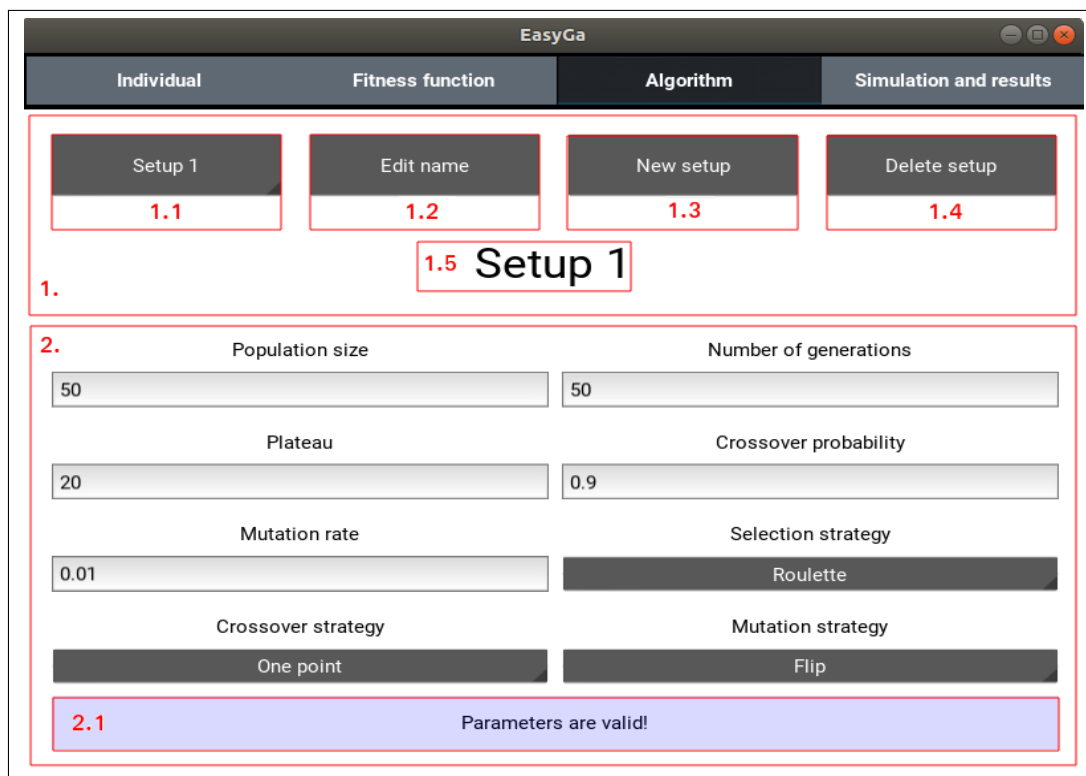 EasyGa
Individual Fitness function Algorithm Simulation and results
Setup 1 Edit name New setup Delete setup
1.1 1.2 1.3 1.4
1.5 Setup 1
1.
2.
Population size Number of generations
50 50
Plateau Crossover probability
20 0.9
Mutation rate Selection strategy
0.01 Roulette
Crossover strategy Mutation strategy
One point Flip
2.1 Parameters are valid!